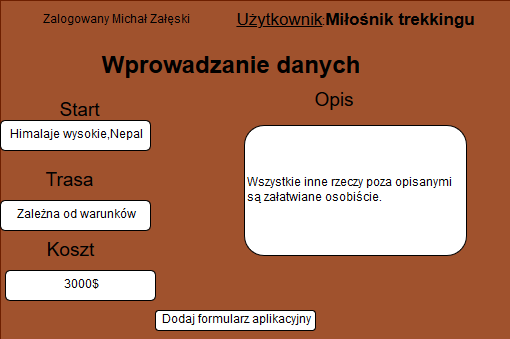 Zalogowany Michał Załęski
Użytkownik:Miłośnik trekkingu
Wprowadzanie danych
Start
Himalaje wysokie,Nepal
Trasa
Zależna od warunków
Koszt
3000$
Opis
Wszystkie inne rzeczy poza opisanymi
są załatwiane osobiście.
Dodaj formularz aplikacyjny